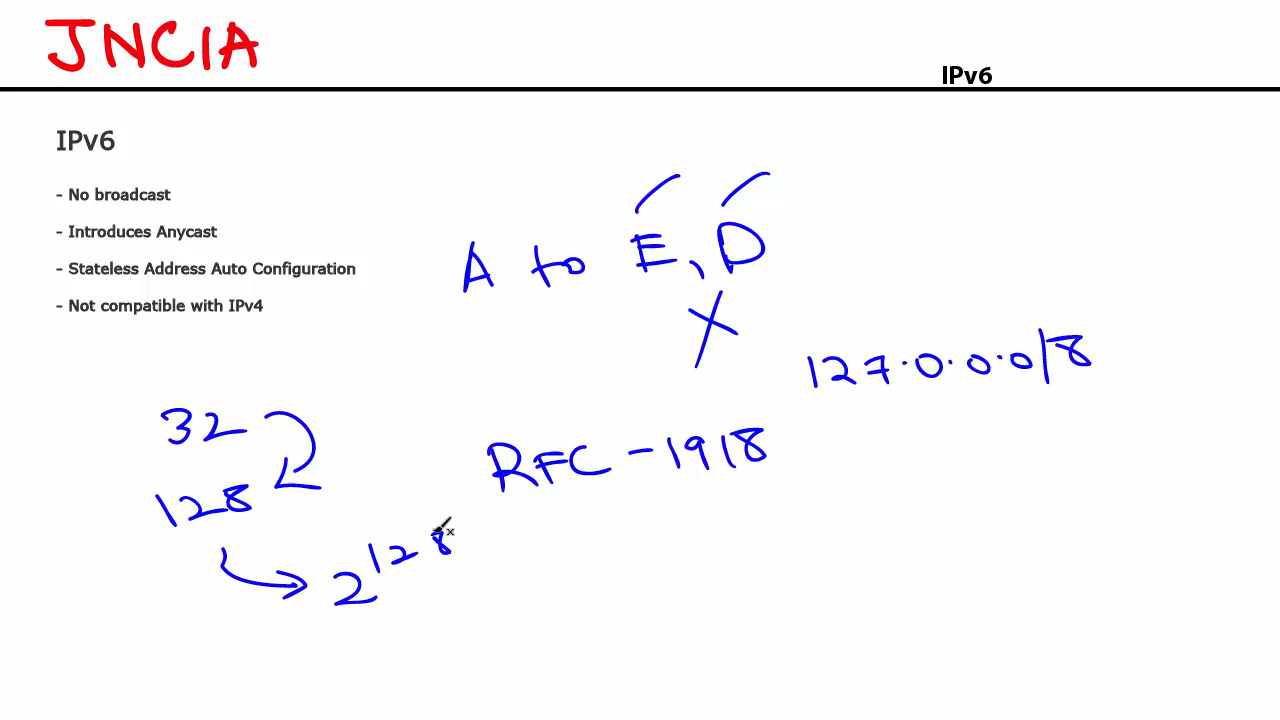 JNCIA
IPv6
IPv6
- No broadcast
- Introduces Anycast
- Stateless Address Auto Configuration
- Not compatible with IPv4
A to E, D
127.0.0.0/8
32
RFC - 1918
128
2^128